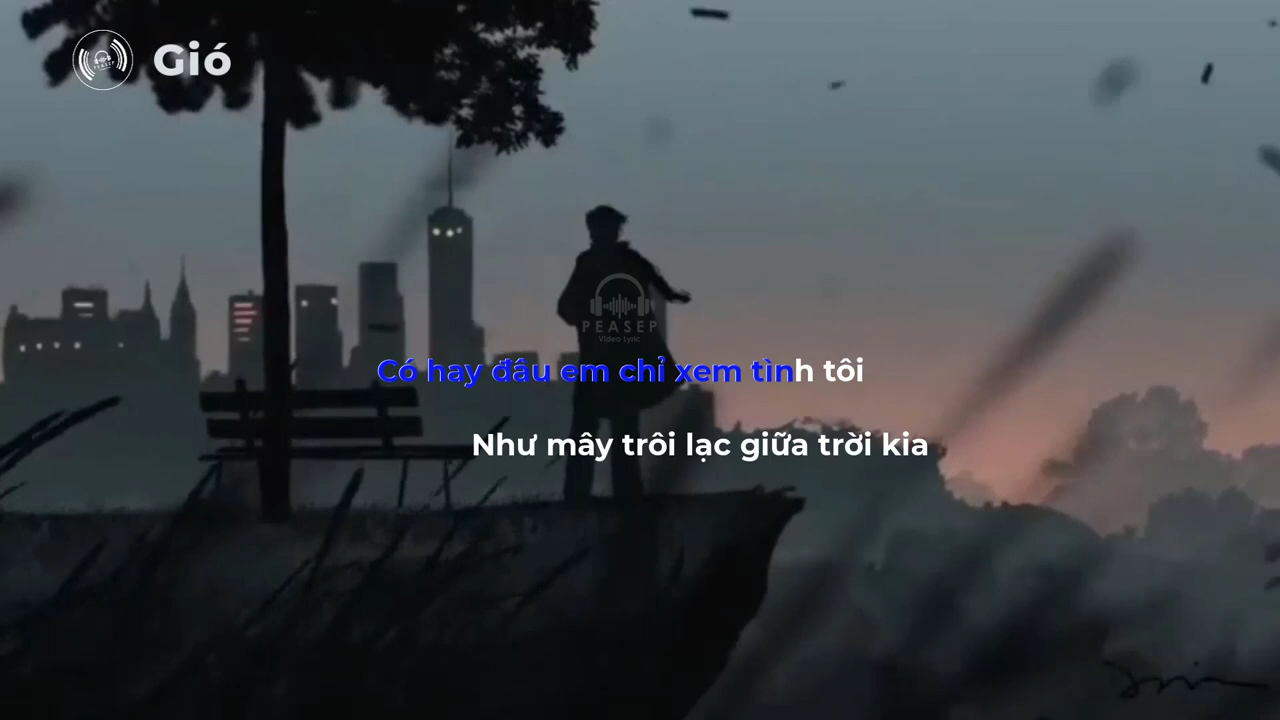 Gió
PEASEP
Video Lyric
Có hay đâu em chỉ xem tình tôi
Như mây trôi lạc giữa trời kia